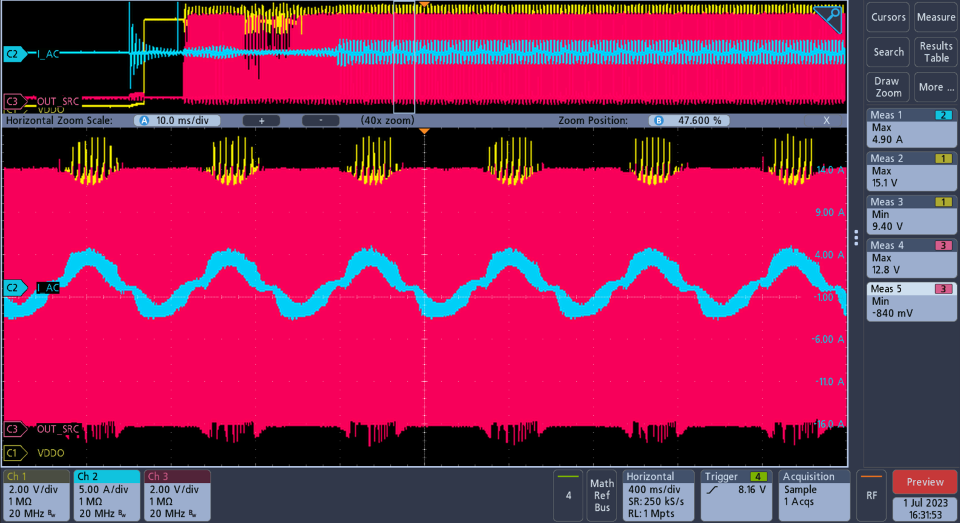 C2 I_AC
C3 OUT_SRC
VDDO
Horizontal Zoom Scale: A 10.0 ms/div + - (40x zoom) Zoom Position: B 47.600 % X
14.0 A
9.00 A
4.00 A
C2 I_AC
-1.00 A
-6.00 A
-11.0 A
-16.0 A
C3 OUT_SRC
C1 VDDO
Cursors Measure
Search Results Table
Draw Zoom More ...
Meas 1 2
Max
4.90 A
Meas 2 1
Max
15.1 V
Meas 3 1
Min
9.40 V
Meas 4 3
Max
12.8 V
Meas 5 3
Min
-840 mV
Ch 1
2.00 V/div
1 MΩ
20 MHz Bw
Ch 2
5.00 A/div
1 MΩ
20 MHz Bw
Ch 3
2.00 V/div
1 MΩ
20 MHz Bw
4
Math
Ref
Bus
Horizontal
400 ms/div
SR: 250 kS/s
RL: 1 Mpts
Trigger 4
8.16 V
Acquisition
Sample
1 Acqs
RF
Preview
1 Jul 2023
16:31:53